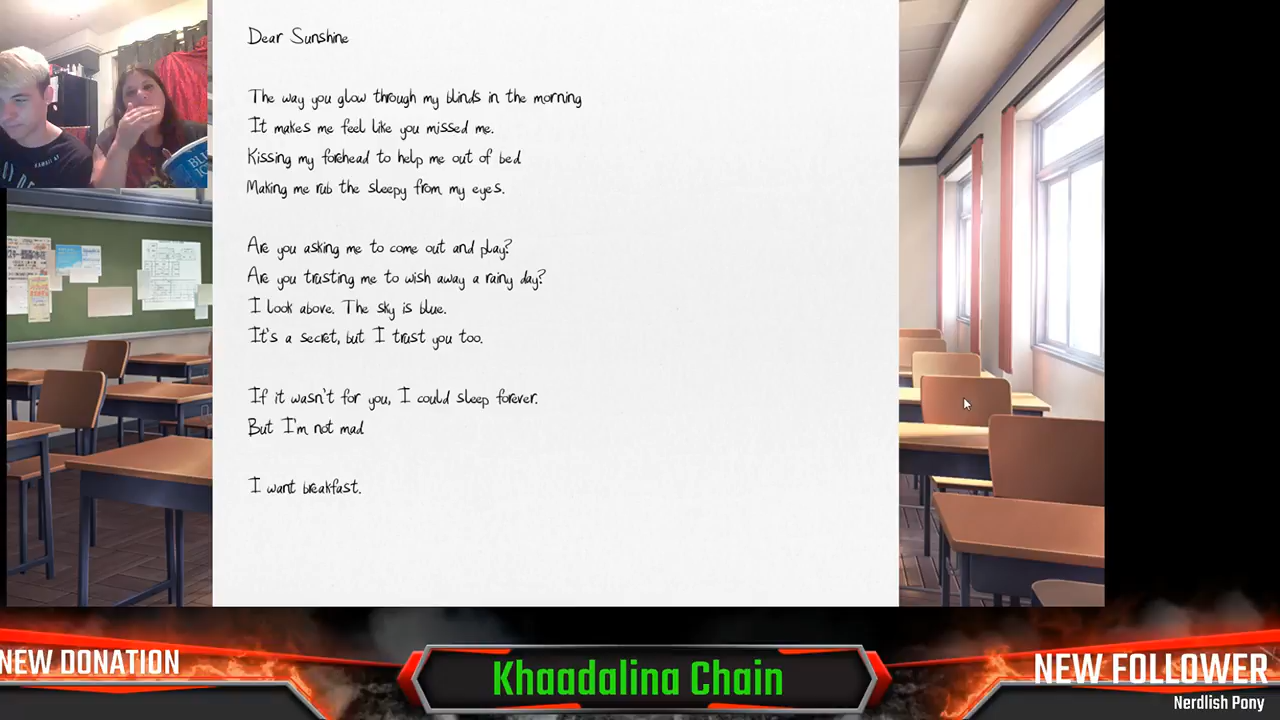 Dear Sunshine
The way you glow through my blinds in the morning
It makes me feel like you missed me.
Kissing my forehead to help me out of bed
Making me rub the sleepy from my eyes.
Are you asking me to come out and play?
Are you trusting me to wish away a rainy day?
I look above. The sky is blue.
It's a secret, but I trust you too.
If it wasn't for you, I could sleep forever.
But I'm not mad
I want breakfast.
NEW DONATION
Khaadalina Chain
NEW FOLLOWER
Nerdlish Pony